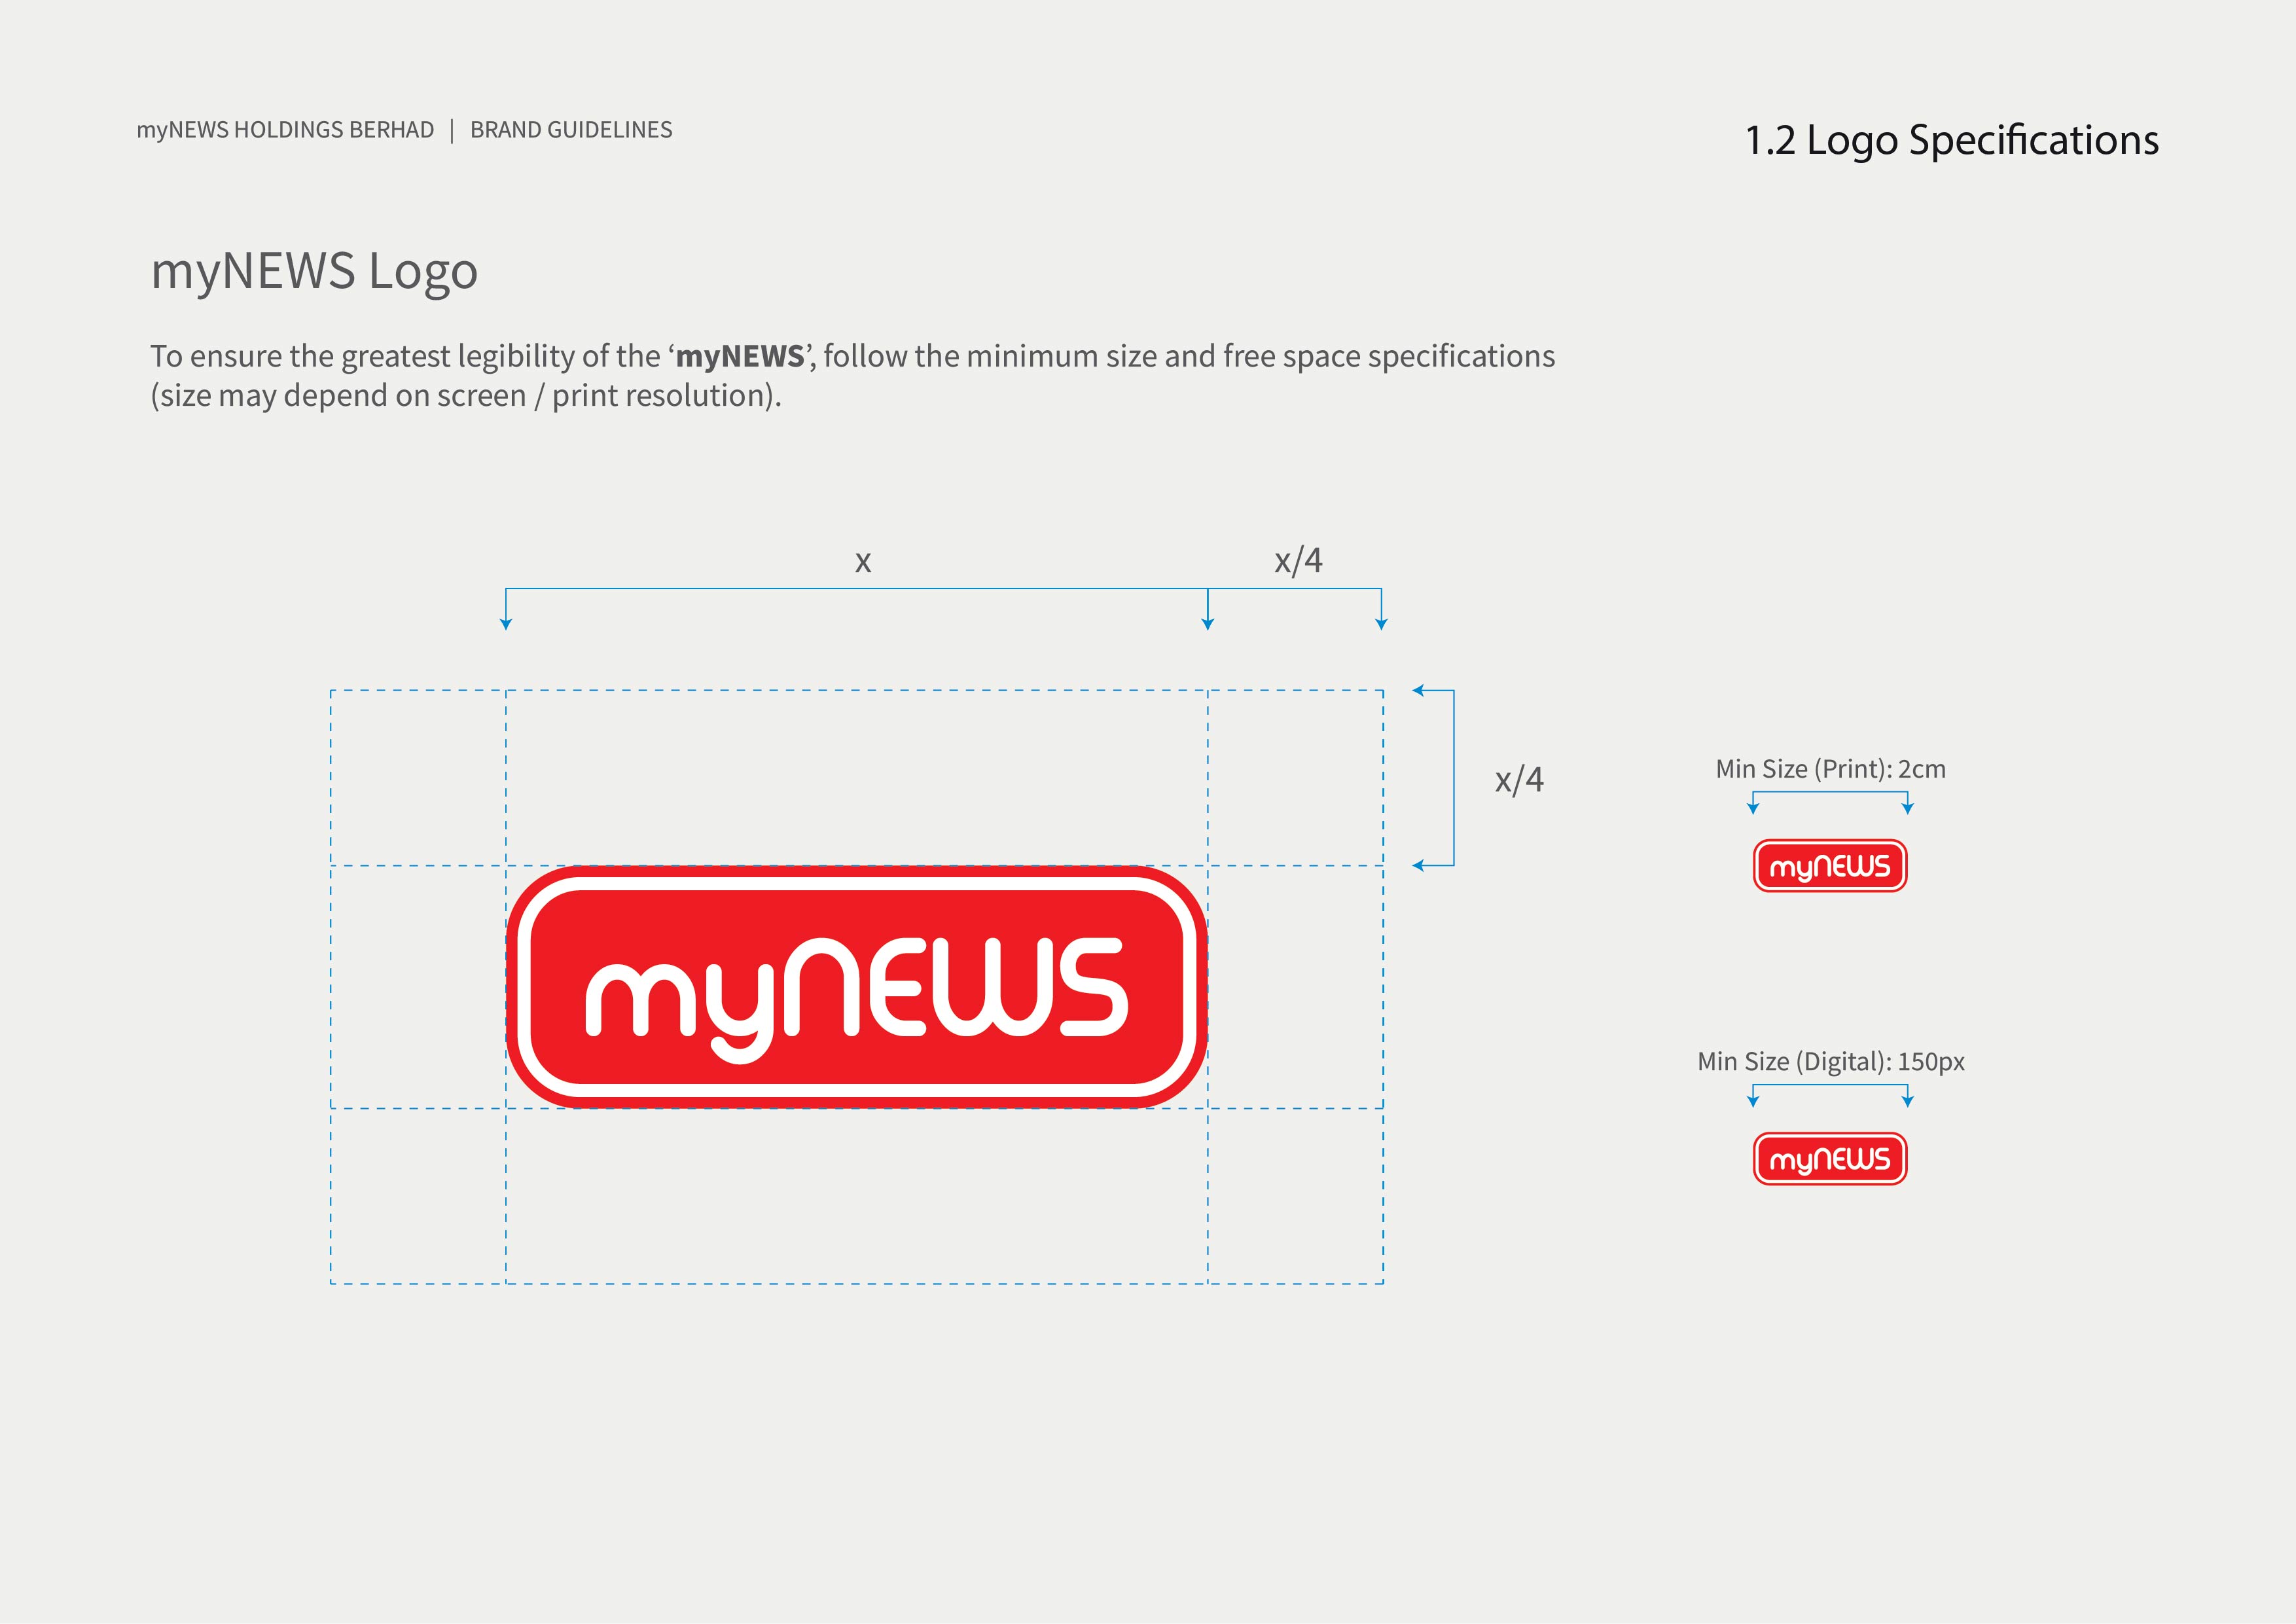 myNEWS HOLDINGS BERHAD | BRAND GUIDELINES
1.2 Logo Specifications
myNEWS Logo
To ensure the greatest legibility of the ‘myNEWS’, follow the minimum size and free space specifications
(size may depend on screen / print resolution).
x
x/4
x/4
myNEWS
Min Size (Print): 2cm
myNEWS
Min Size (Digital): 150px
myNEWS